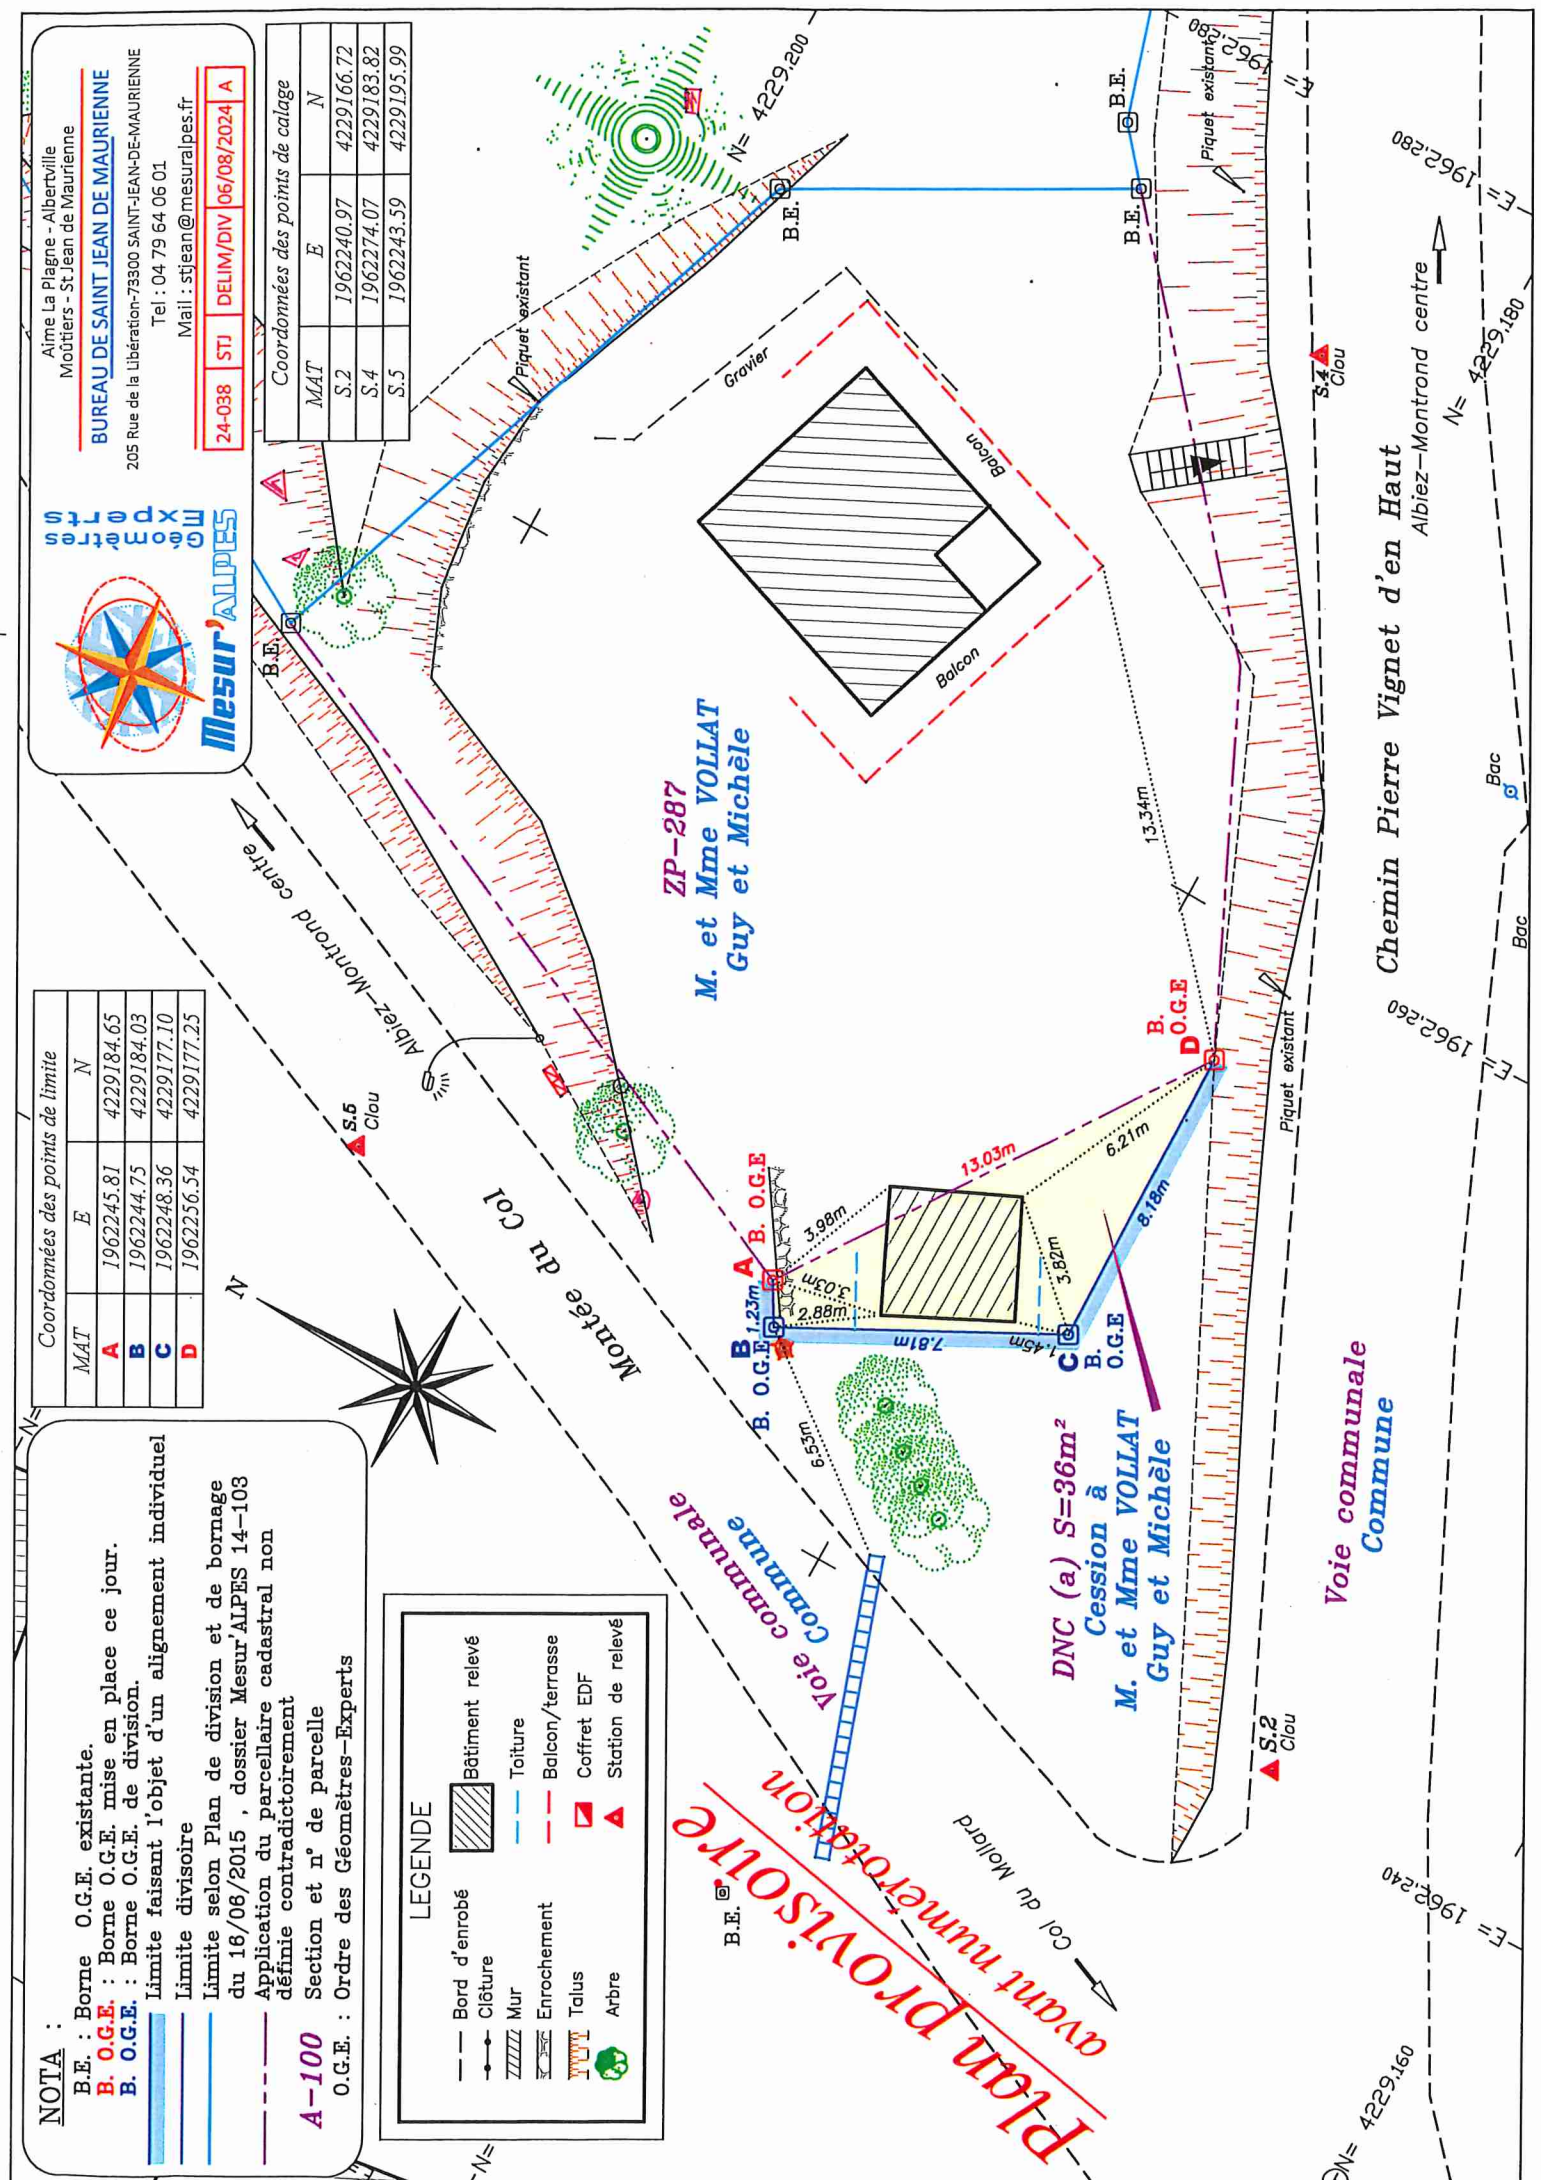 NOTA :
B.E. : Borne O.G.E. existante.
B. O.G.E. : Borne O.G.E. mise en place ce jour.
B. O.G.E. : Borne O.G.E. de division.
Limite faisant l'objet d'un alignement individuel
Limite divisoire
Limite selon Plan de division et de bornage
du 16/06/2015 , dossier Mesur'ALPES 14-103
Application du parcellaire cadastral non
définie contradictoirement
A-100 Section et n° de parcelle
O.G.E. : Ordre des Géomètres-Experts
Coordonnées des points de limite
MAT E N
A 1962245.81 4229184.65
B 1962244.75 4229184.03
C 1962248.36 4229177.10
D 1962256.54 4229177.25
Géomètres
Experts
Mesur'ALPES
Aime La Plagne - Albertville
Moûtiers - St Jean de Maurienne
BUREAU DE SAINT JEAN DE MAURIENNE
205 Rue de la Libération-73300 SAINT-JEAN-DE-MAURIENNE
Tel : 04 79 64 06 01
Mail : stjean@mesuralpes.fr
24-038 STJ DELIM/DIV 06/08/2024 A
Coordonnées des points de calage
MAT E N
S.2 1962240.97 4229166.72
S.4 1962274.07 4229183.82
S.5 1962243.59 4229195.99
LEGENDE
Bord d'enrobé
Clôture
Mur
Enrochement
Talus
Arbre
Bâtiment relevé
Toiture
Balcon/terrasse
Coffret EDF
Station de relevé
N
S.5
Clou
Albiez-Montrond centre
Montée du Col
B.E.
Piquet existant
Gravier
B.E.
N= 4229.200
B.E.
B.E.
Piquet existant
E= 1962.280
Balcon
Balcon
ZP-287
M. et Mme VOLLAT
Guy et Michèle
13.34m
A
B. O.G.E
B
B. O.G.E
1.23m
3.98m
3.03m
2.88m
13.03m
7.81m
3.82m
1.45m
6.21m
8.18m
6.53m
C
B.
O.G.E
D
B.
O.G.E
Piquet existant
Voie communale
Commune
DNC (a) S=36m²
Cession à
M. et Mme VOLLAT
Guy et Michèle
Plan provisoire
avant numerotation
B.E.
Col du Mollard
S.2
Clou
Voie communale
Commune
Chemin Pierre Vignet d'en Haut
Albiez-Montrond centre
S.4
Clou
Bac
Bac
E= 1962.240
E= 1962.260
E= 1962.280
N= 4229.180
N= 4229.160
N=
N=